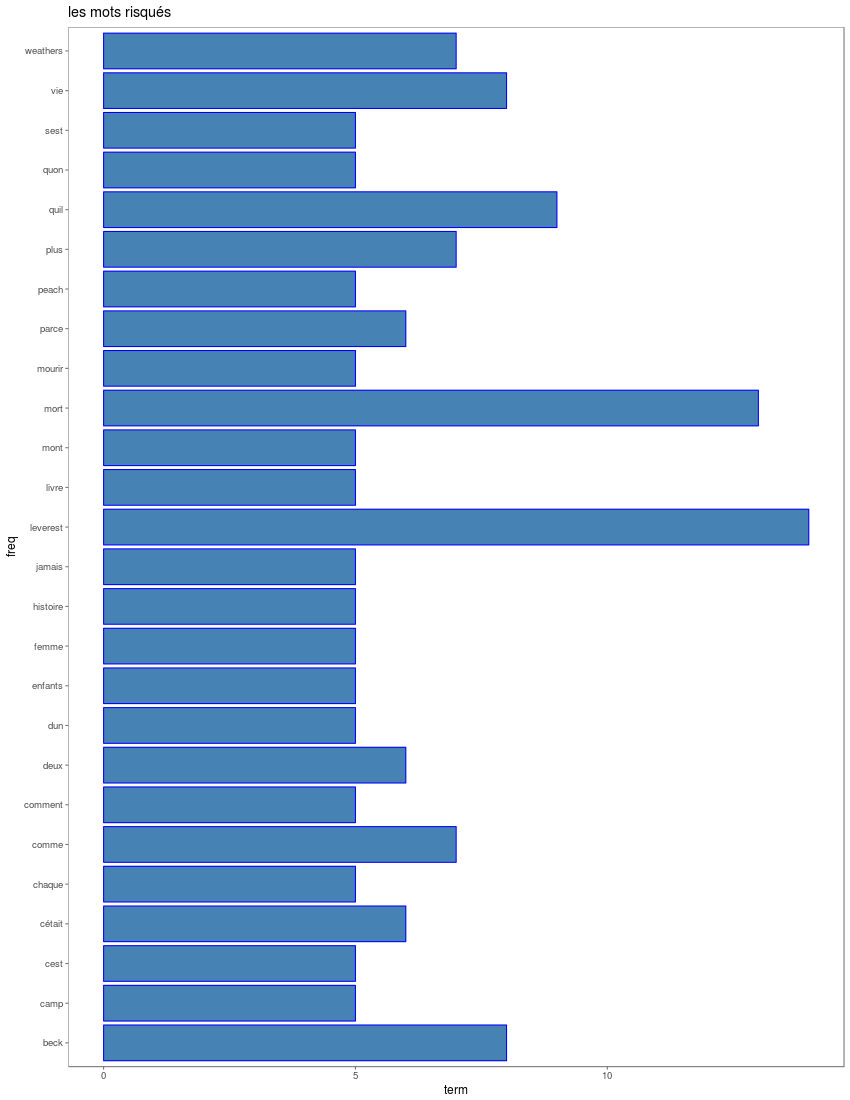 les mots risqués
weathers
vie
sest
quon
quil
plus
peach
parce
mourir
mort
mont
livre
leverest
jamais
histoire
femme
enfants
dun
deux
comment
comme
chaque
cétait
cest
camp
beck
freq
0 5 10
term